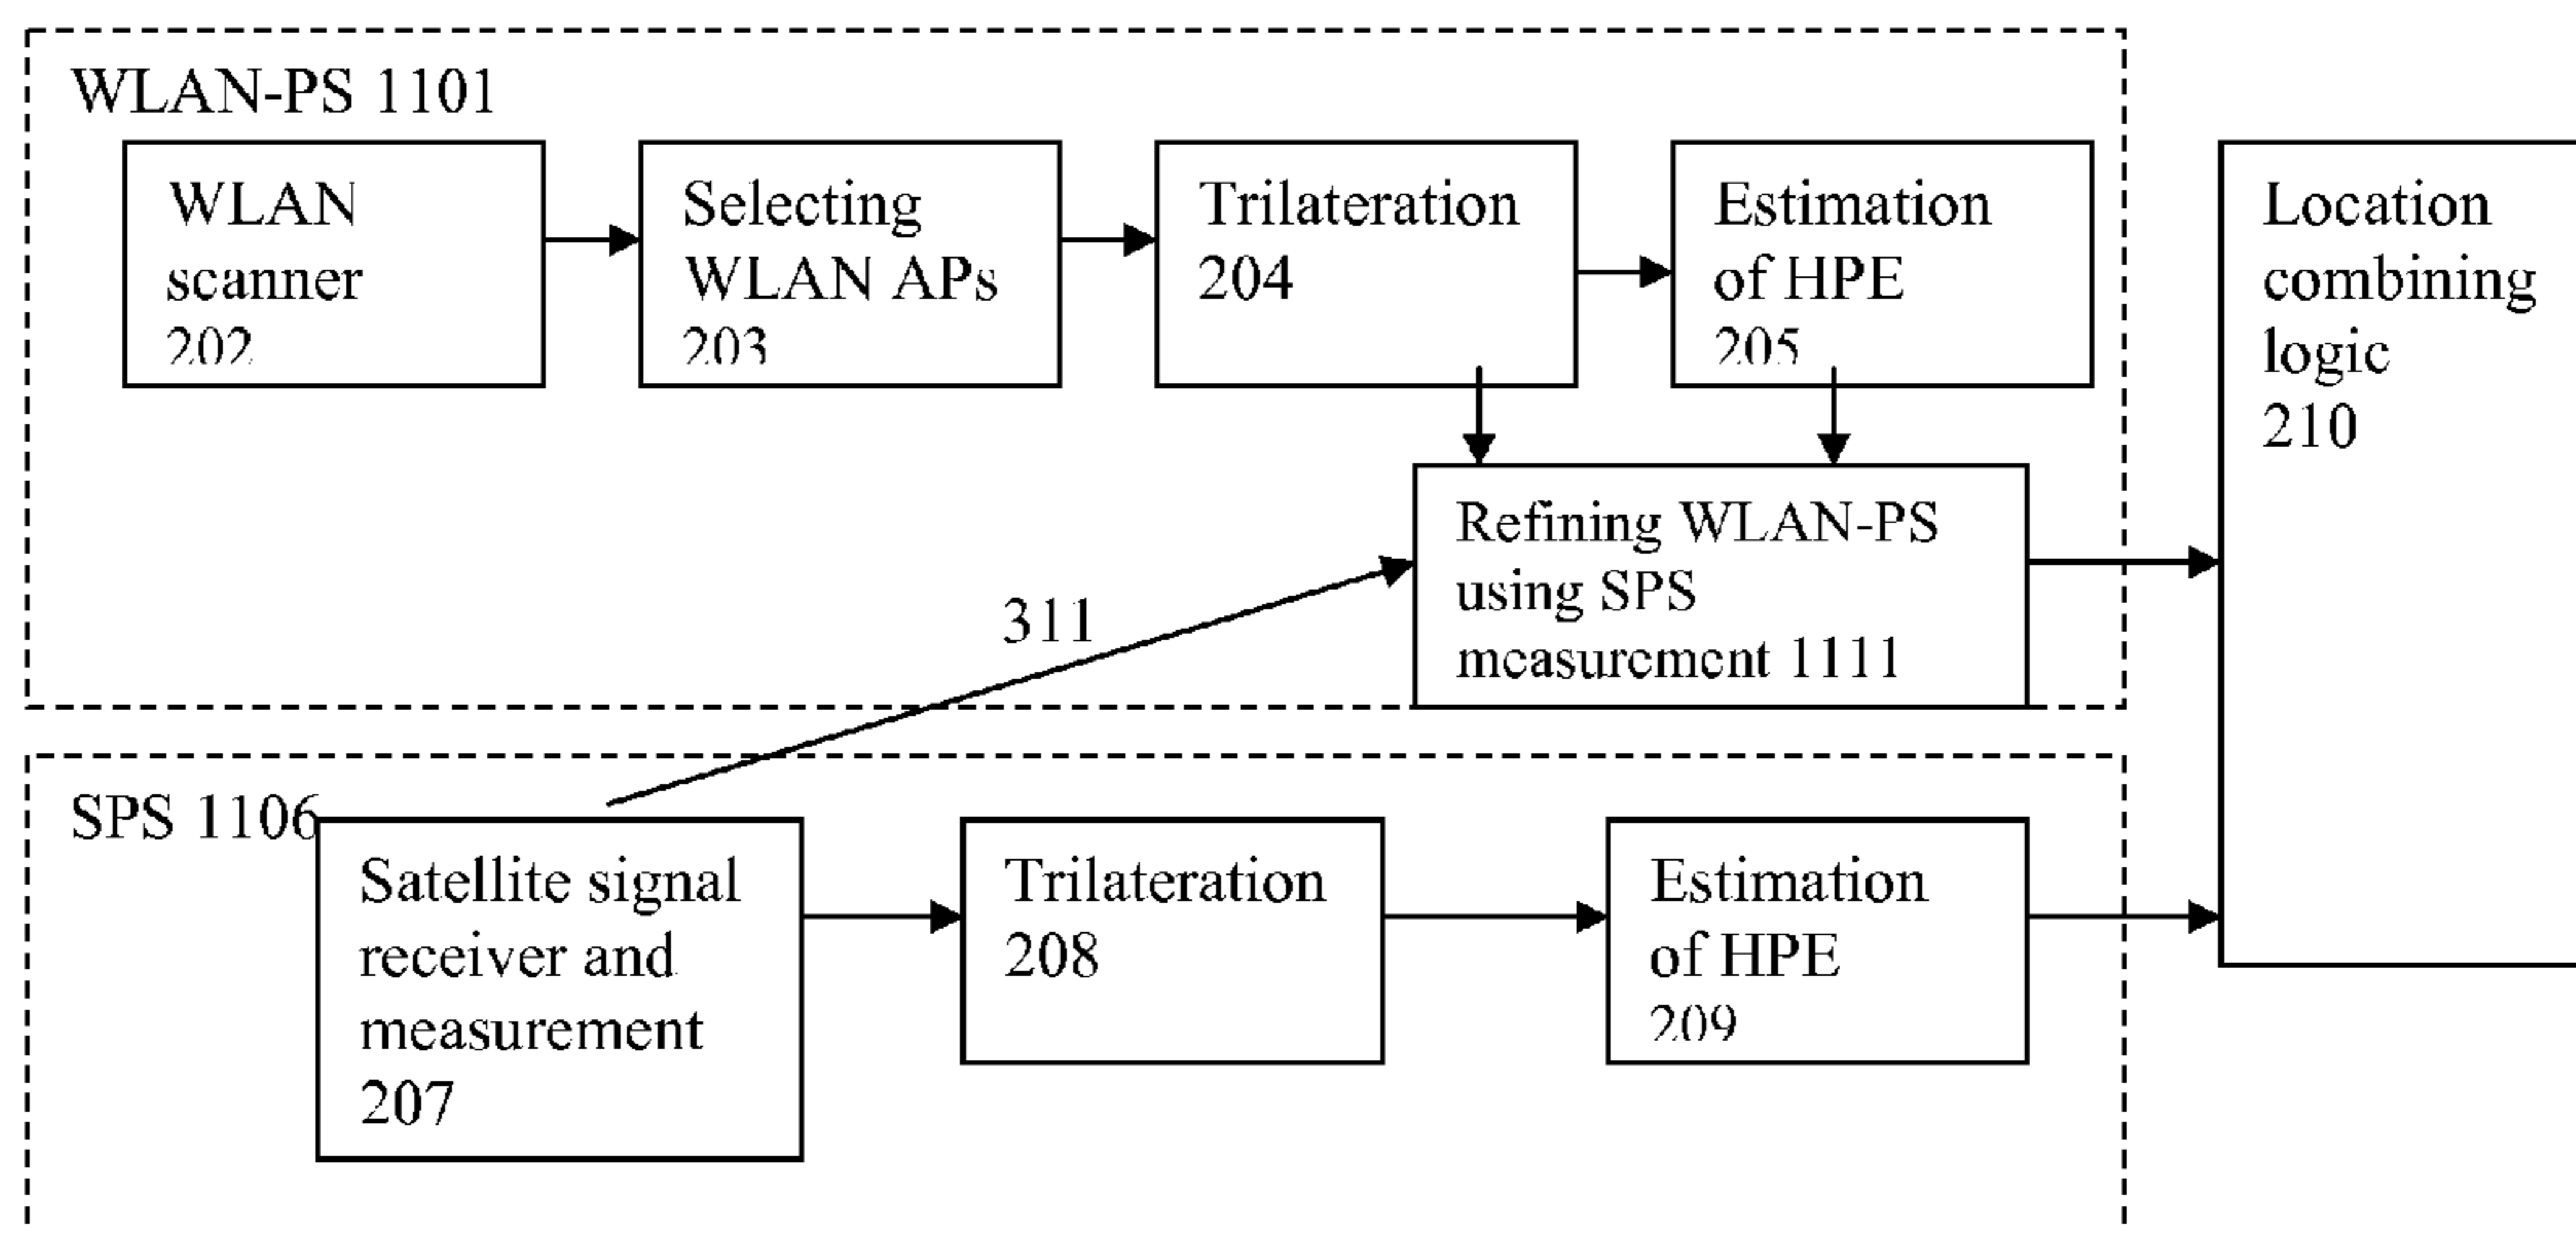 WLAN-PS 1101
WLAN
scanner
202
Selecting
WLAN APs
203
Trilateration
204
Estimation
of HPE
205
Location
combining
logic
210
Refining WLAN-PS
using SPS
measurement 1111
311
SPS 1106
Satellite signal
receiver and
measurement
207
Trilateration
208
Estimation
of HPE
209